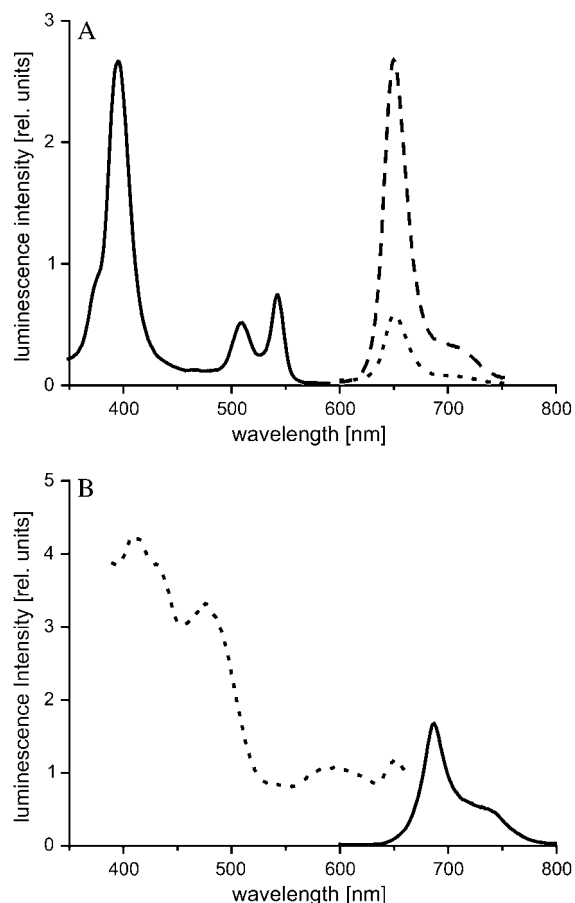 A
luminescence intensity [rel. units]
3
2
1
0
400 500 600 700 800
wavelength [nm]
B
luminescence Intensity [rel. units]
5
4
3
2
1
0
400 500 600 700 800
wavelength [nm]